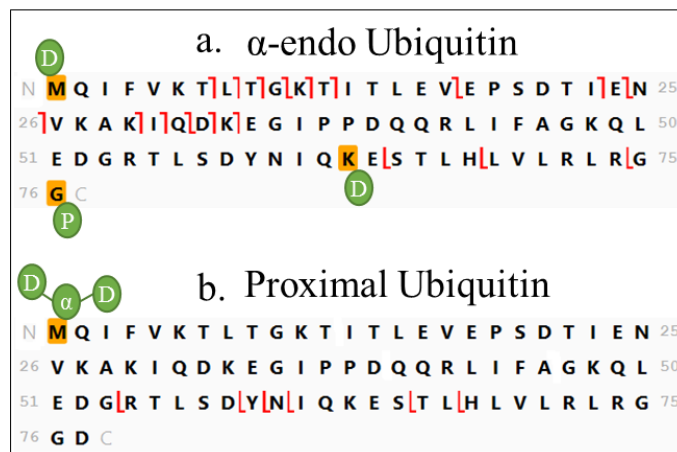 D
a. α-endo Ubiquitin
N M Q I F V K T L T G K T I T L E V E P S D T I E N 25
26 V K A K I Q D K E G I P P D Q Q R L I F A G K Q L 50
51 E D G R T L S D Y N I Q K E S T L H L V L R L R G 75
76 G C
D
P
D α D
b. Proximal Ubiquitin
N M Q I F V K T L T G K T I T L E V E P S D T I E N 25
26 V K A K I Q D K E G I P P D Q Q R L I F A G K Q L 50
51 E D G R T L S D Y N I Q K E S T L H L V L R L R G 75
76 G D C